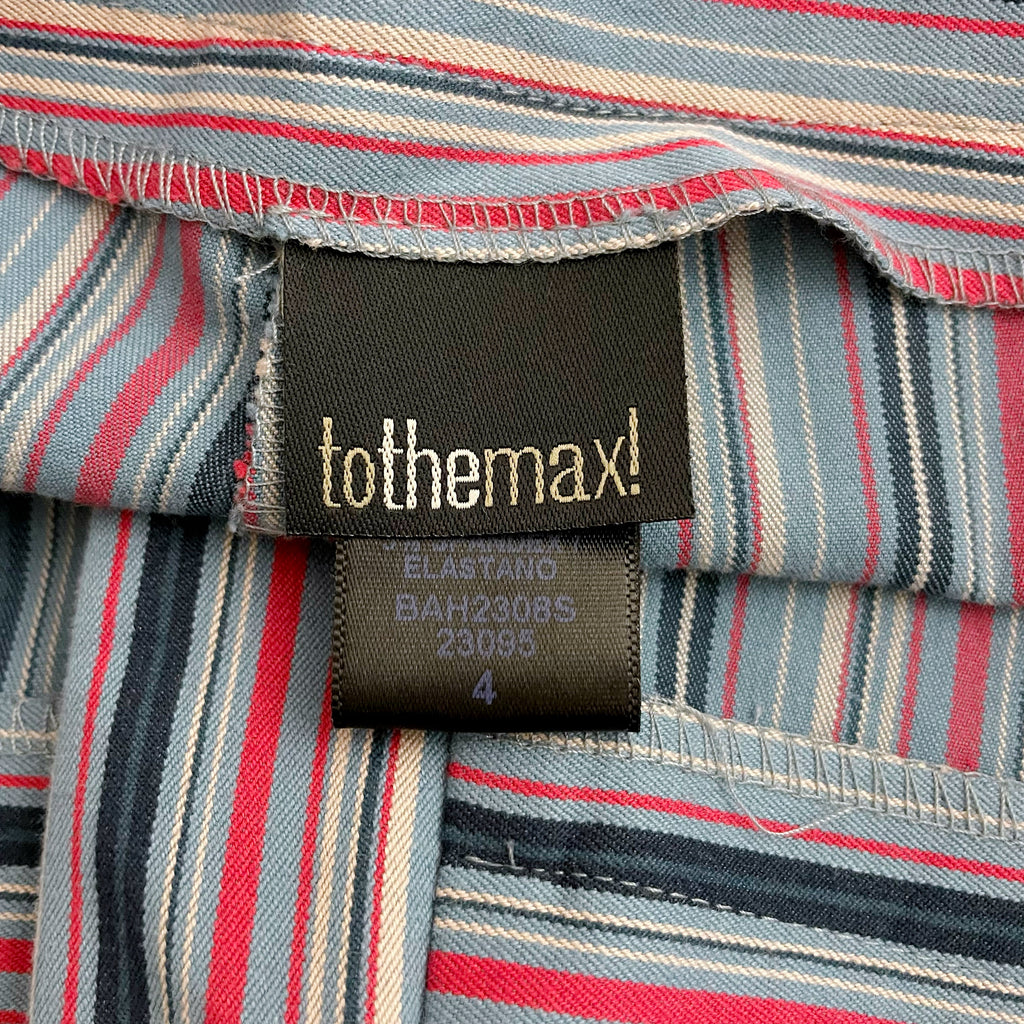 tothemax!
ELASTANO
BAH2308S
23095
4